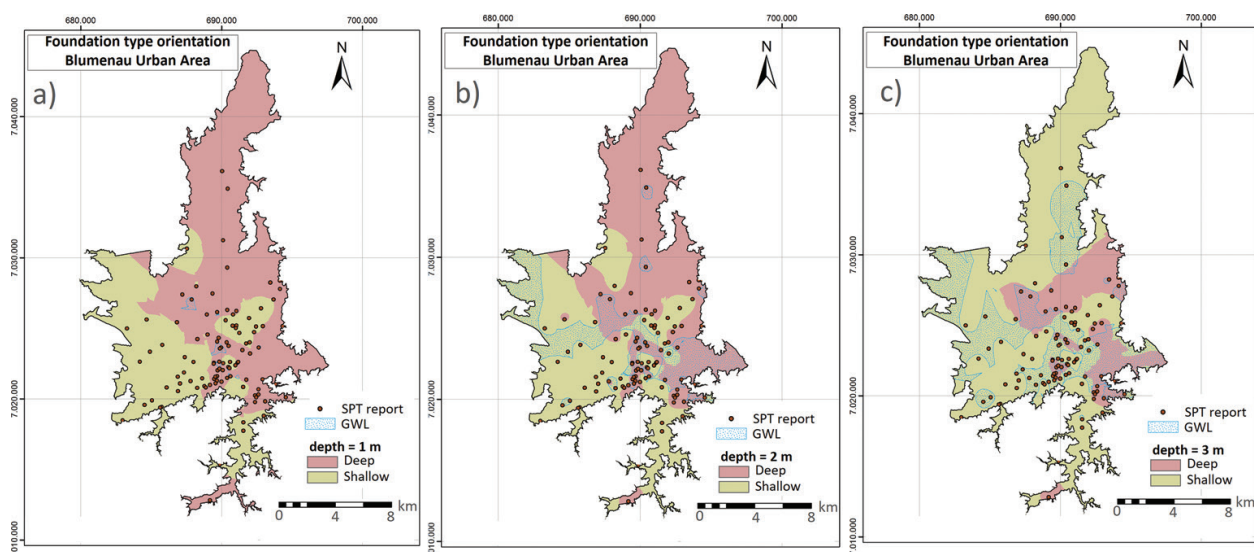 680.000 690.000 700.000
Foundation type orientation
Blumenau Urban Area
N
a)
7.040.000
7.030.000
7.020.000
010.000
SPT report
GWL
depth = 1 m
Deep
Shallow
km
0 4 8
680.000 690.000 700.000
Foundation type orientation
Blumenau Urban Area
N
b)
7.040.000
7.030.000
7.020.000
7.010.000
SPT report
GWL
depth = 2 m
Deep
Shallow
km
0 4 8
680.000 690.000 700.000
Foundation type orientation
Blumenau Urban Area
N
c)
7.040.000
7.030.000
7.020.000
7.010.000
SPT report
GWL
depth = 3 m
Deep
Shallow
km
0 4 8